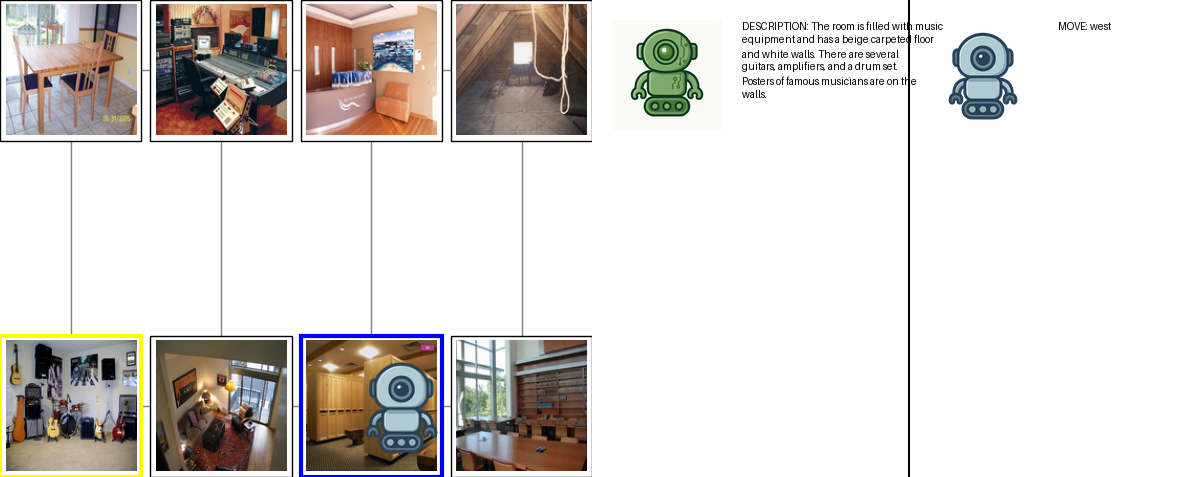 DESCRIPTION: The room is filled with music
equipment and has a beige carpeted floor
and white walls. There are several
guitars, amplifiers, and a drum set.
Posters of famous musicians are on the
walls.
MOVE: west